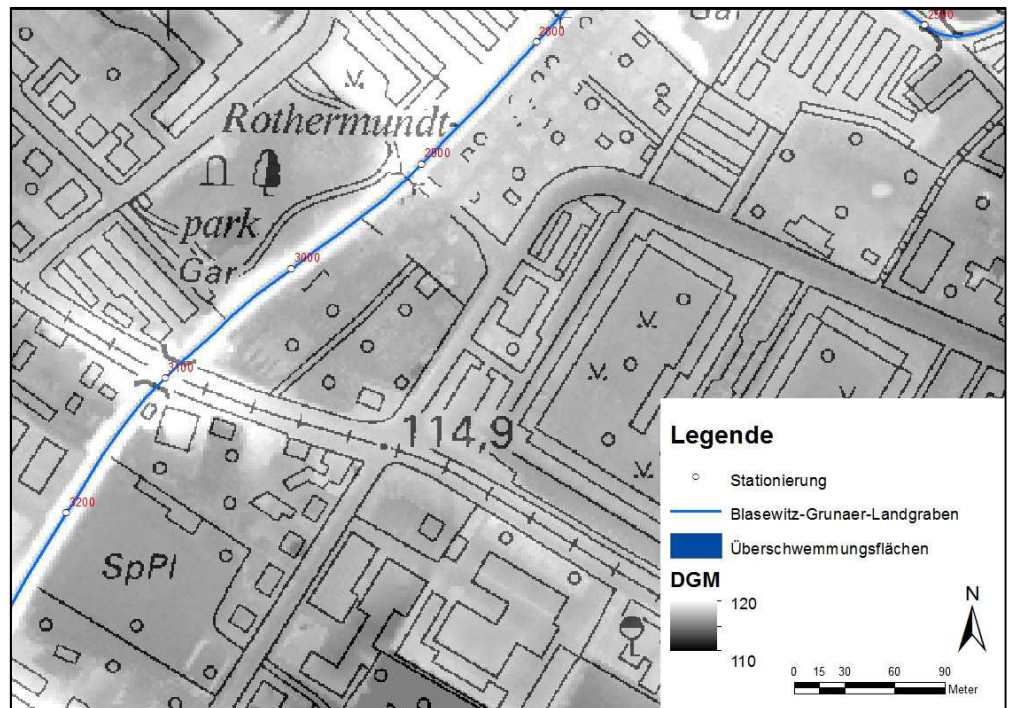 2500
Gar
2800
Rothermundt-
2900
park
Gar
3000
3100
114,9
3200
SpPl
Legende
Stationierung
Blasewitz-Grunaer-Landgraben
Überschwemmungsflächen
DGM
120
110
N
0 15 30 60 90
Meter